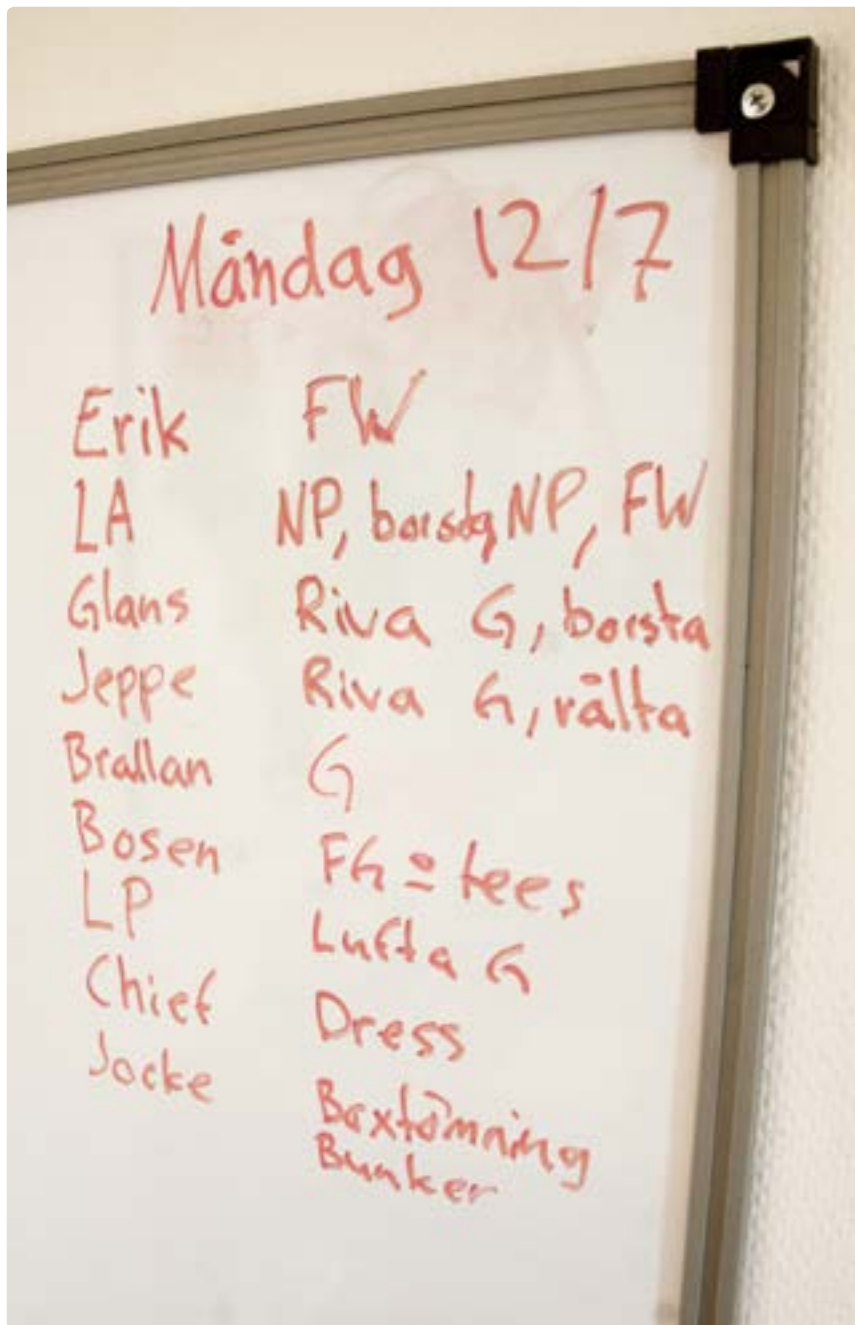 Måndag 12/7
Erik FW
LA NP, borsta NP, FW
Glans Riva G, borsta
Jeppe Riva G, välta
Brallan G
Bosen FG o tees
LP Lufta G
Chief Dress
Jocke Boxtömning
Bunker